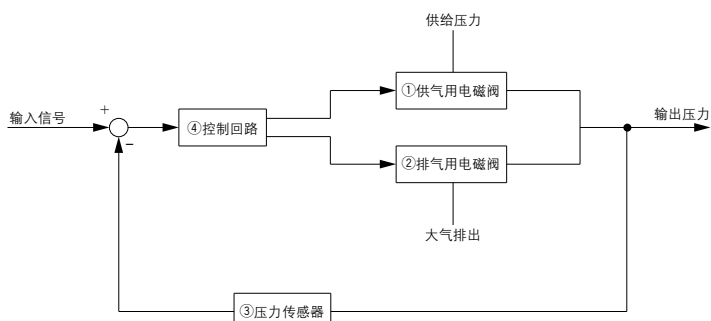 供给压力
①供气用电磁阀
输入信号
+
④控制回路
输出压力
-
②排气用电磁阀
大气排出
③压力传感器